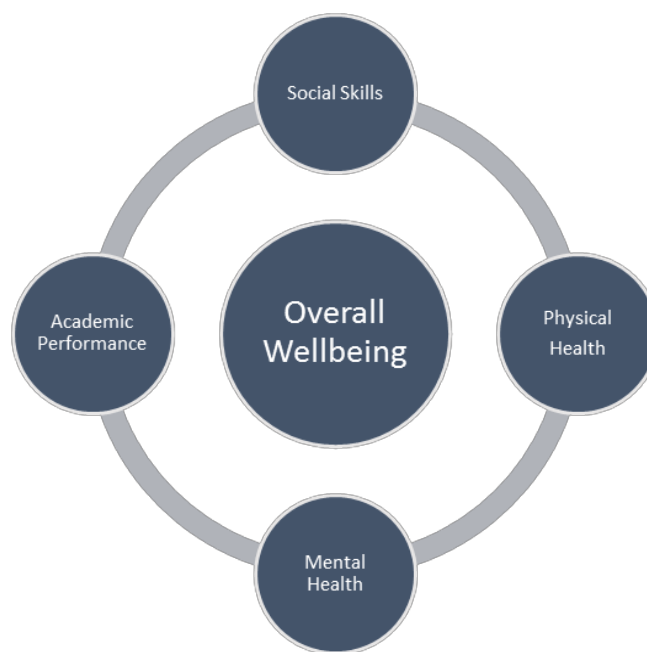 Social Skills
Overall
Wellbeing
Academic
Performance
Physical
Health
Mental
Health